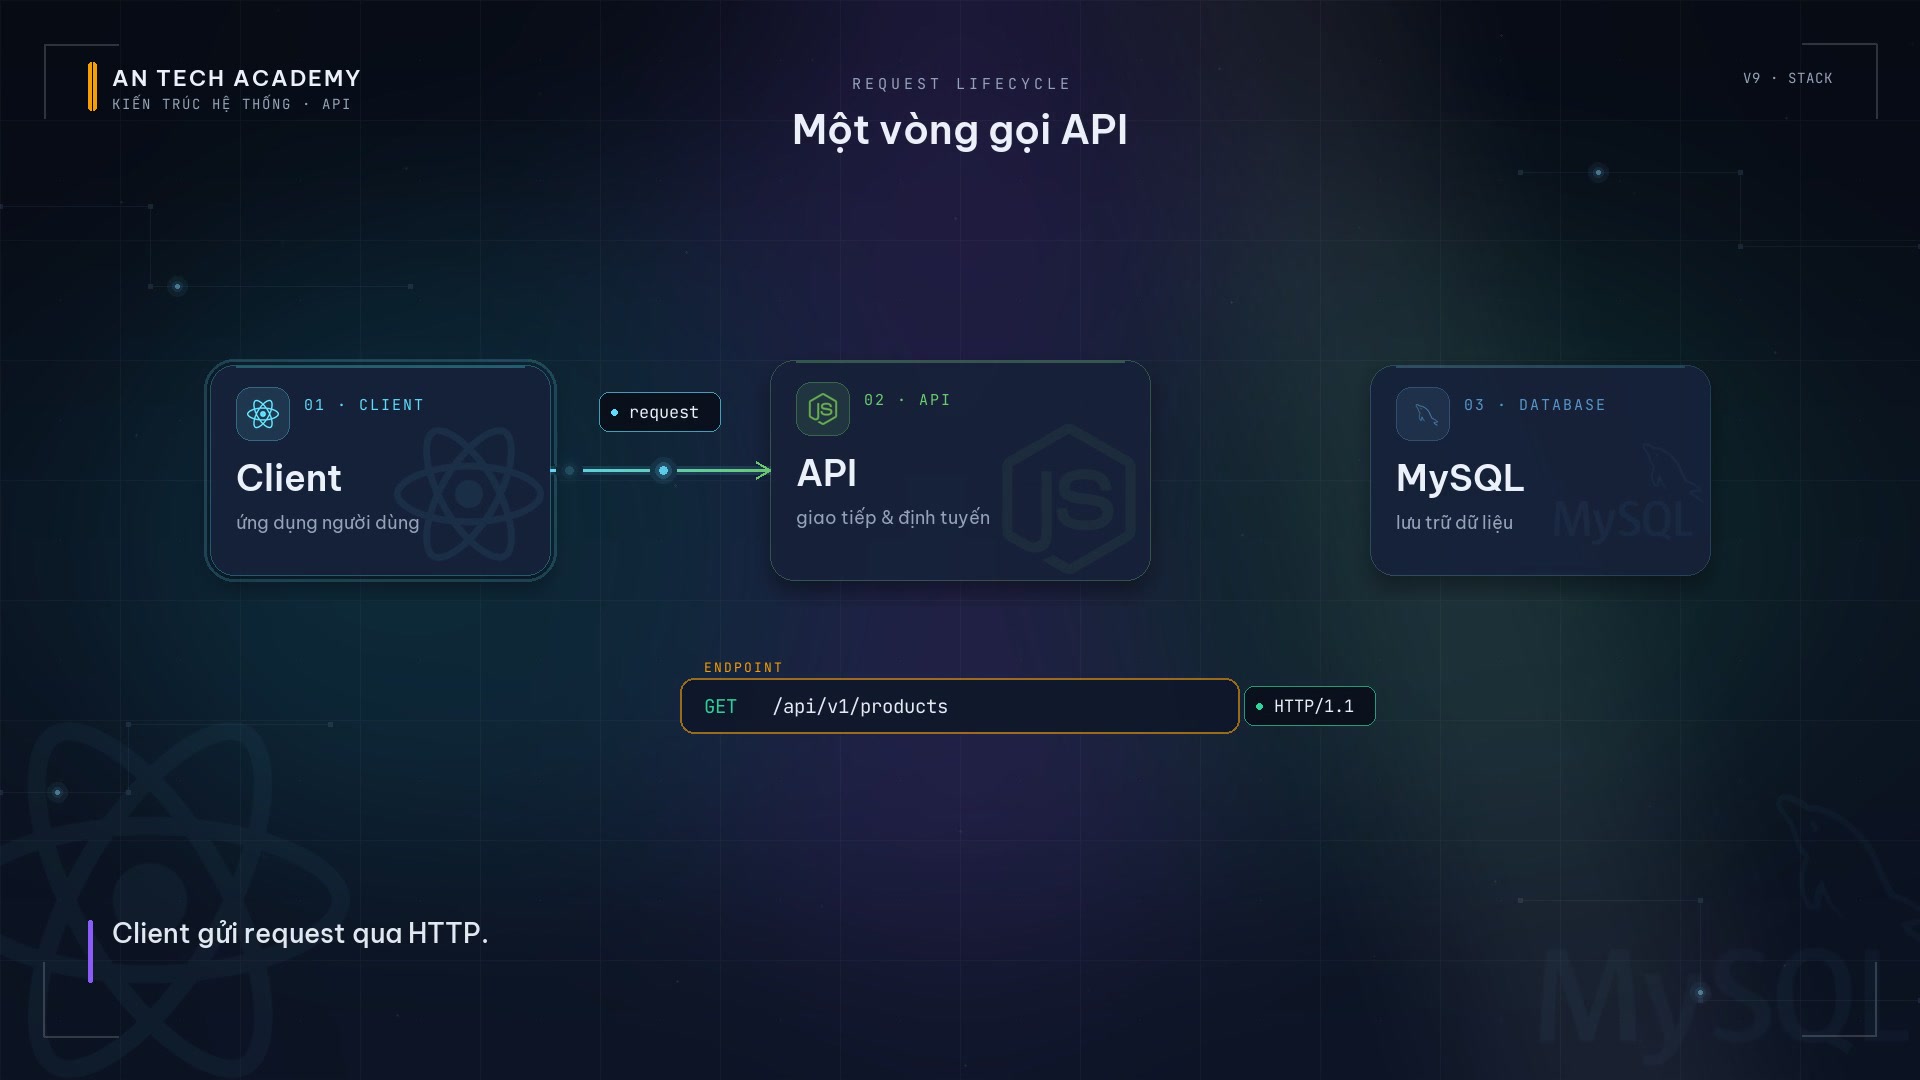 AN TECH ACADEMY
KIẾN TRÚC HỆ THỐNG · API
REQUEST LIFECYCLE
Một vòng gọi API
V9 · STACK
01 · CLIENT
Client
ứng dụng người dùng
request
02 · API
API
giao tiếp & định tuyến
JS
JS
03 · DATABASE
MySQL
lưu trữ dữ liệu
MySQL
ENDPOINT
GET /api/v1/products
HTTP/1.1
Client gửi request qua HTTP.
MySQL